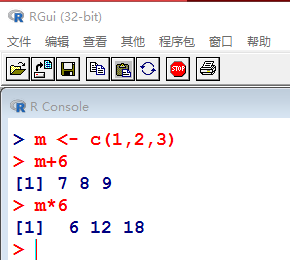 RGui (32-bit)
文件 编辑 查看 其他 程序包 窗口 帮助
STOP
R Console
> m <- c(1,2,3)
> m+6
[1] 7 8 9
> m*6
[1]  6 12 18
>